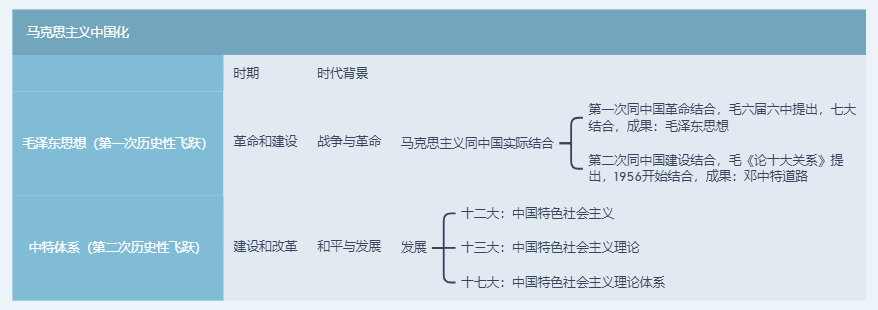 马克思主义中国化
时期
时代背景
毛泽东思想（第一次历史性飞跃）
革命和建设
战争与革命
马克思主义同中国实际结合
第一次同中国革命结合，毛六届六中提出，七大
结合，成果：毛泽东思想
第二次同中国建设结合，毛《论十大关系》提
出，1956开始结合，成果：邓中特道路
中特体系（第二次历史性飞跃）
建设和改革
和平与发展
发展
十二大：中国特色社会主义
十三大：中国特色社会主义理论
十七大：中国特色社会主义理论体系